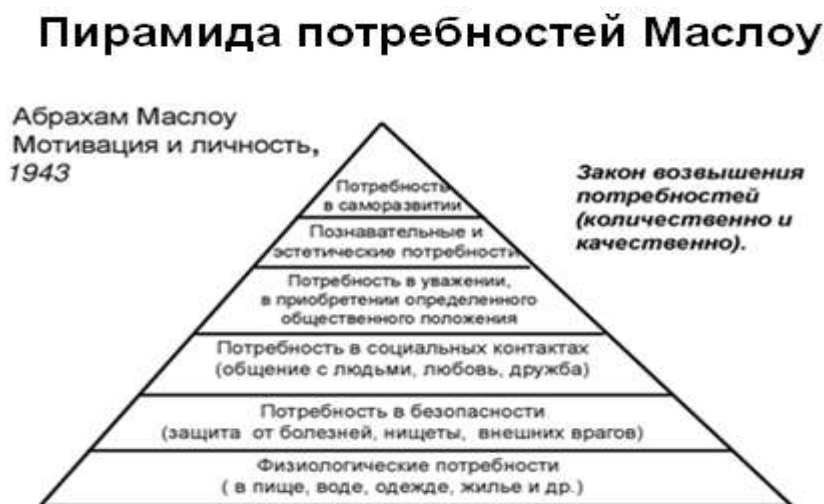 Пирамида потребностей Маслоу
Абрахам Маслоу
Мотивация и личность,
1943
Закон возвышения
потребностей
(количественно и
качественно).
Потребность
в саморазвитии
Познавательные и
эстетические потребности
Потребность в уважении,
в приобретении определенного
общественного положения
Потребность в социальных контактах
(общение с людьми, любовь, дружба)
Потребность в безопасности
(защита от болезней, нищеты, внешних врагов)
Физиологические потребности
( в пище, воде, одежде, жилье и др.)